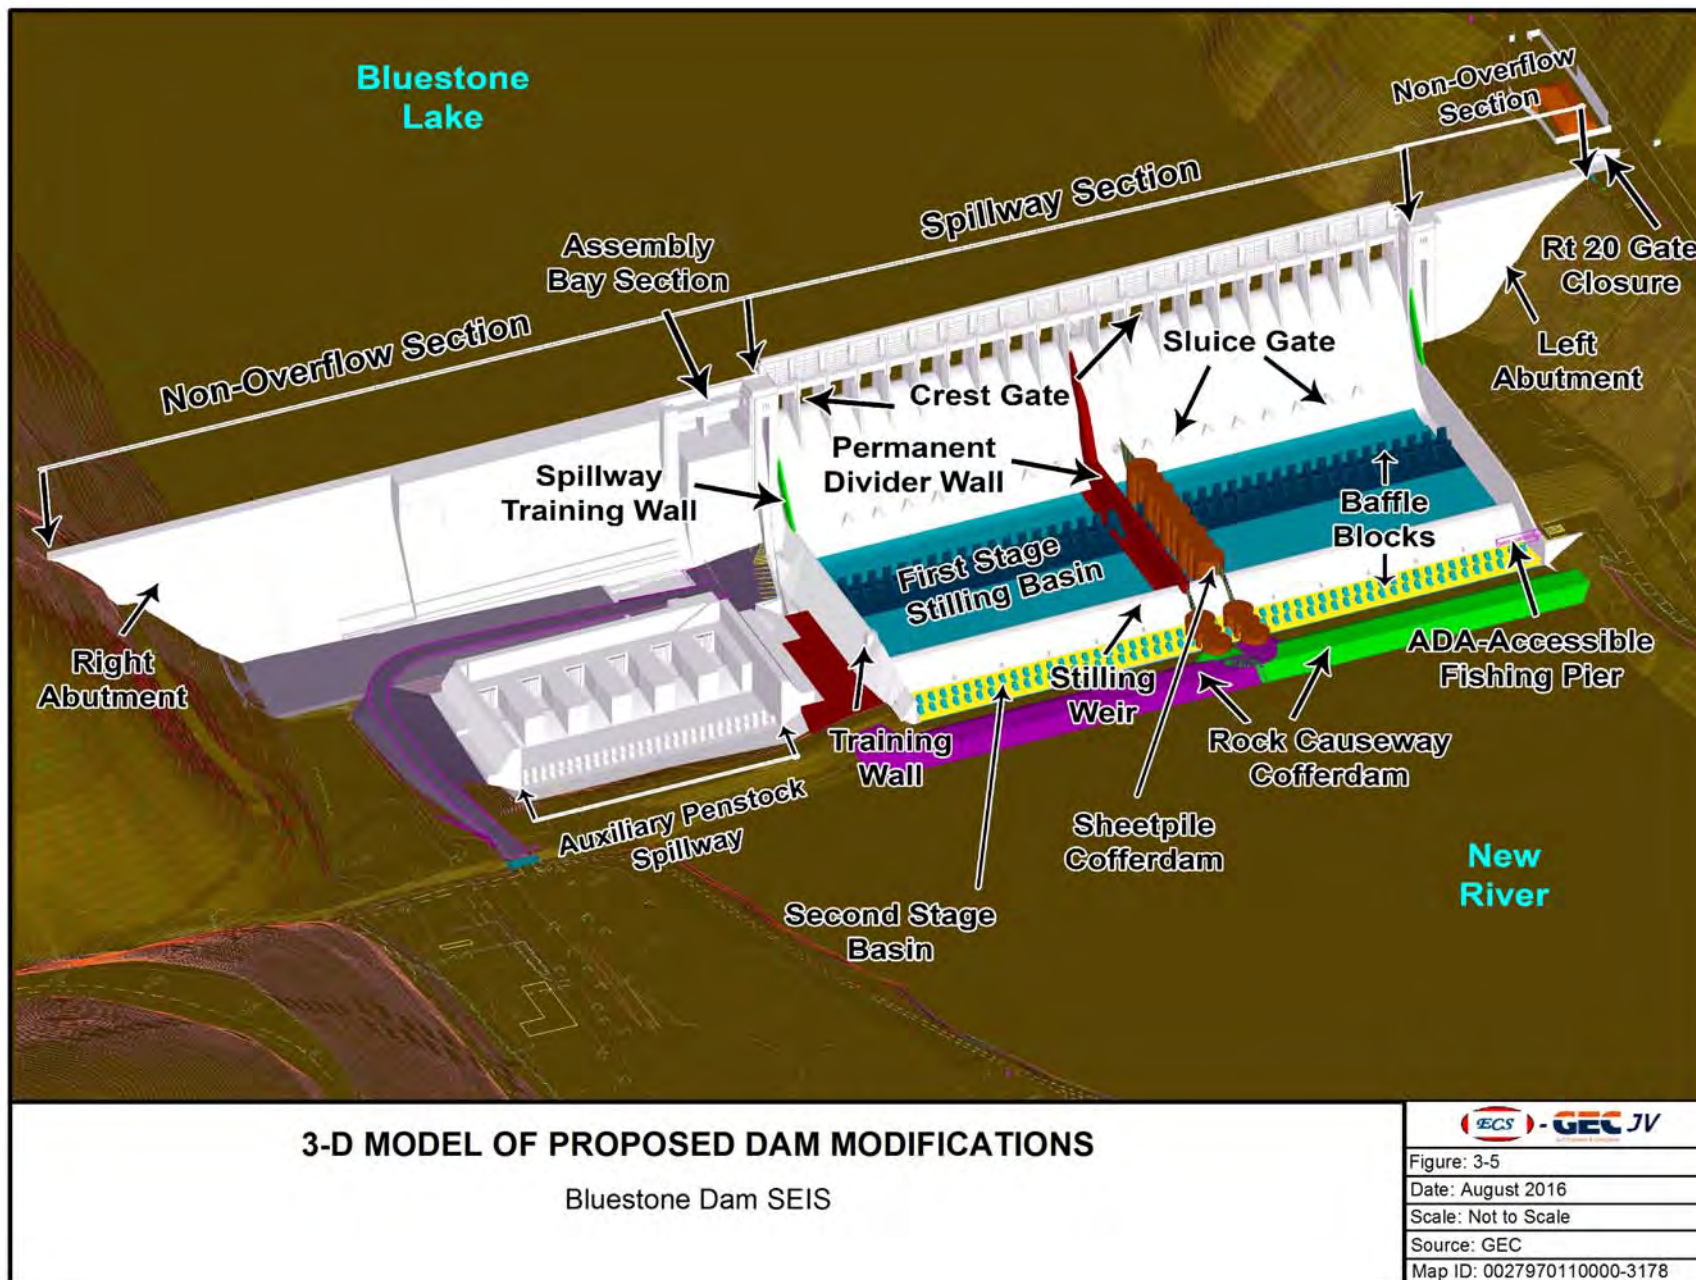 Bluestone
Lake
Non-Overflow
Section
Spillway Section
Assembly
Bay Section
Rt 20 Gate
Closure
Non-Overflow Section
Sluice Gate
Left
Abutment
Crest Gate
Permanent
Divider Wall
Spillway
Training Wall
Baffle
Blocks
First Stage
Stilling Basin
Right
Abutment
ADA-Accessible
Fishing Pier
Stilling
Weir
Training
Wall
Rock Causeway
Cofferdam
Auxiliary Penstock
Spillway
Sheetpile
Cofferdam
New
River
Second Stage
Basin
3-D MODEL OF PROPOSED DAM MODIFICATIONS
Bluestone Dam SEIS
ECS - GEC JV
Figure: 3-5
Date: August 2016
Scale: Not to Scale
Source: GEC
Map ID: 0027970110000-3178